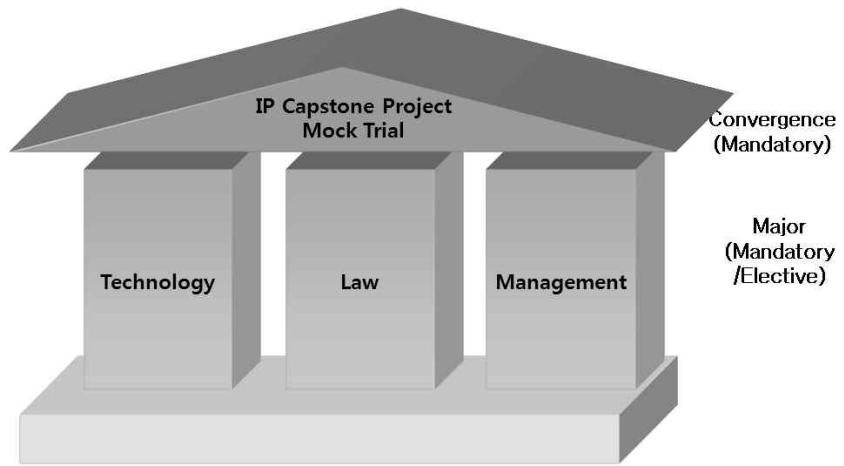 IP Capstone Project
Mock Trial
Convergence
(Mandatory)
Major
(Mandatory
/Elective)
Technology
Law
Management